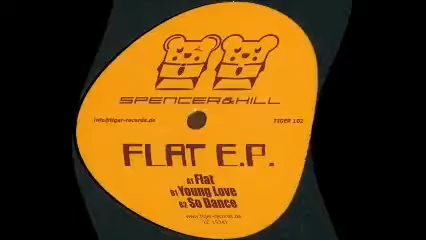 SPENCER&HILL
info@tiger-records.de
TIGER 102
FLAT E.P.
A1 Flat
B1 Young Love
B2 So Dance
www.tiger-records.de